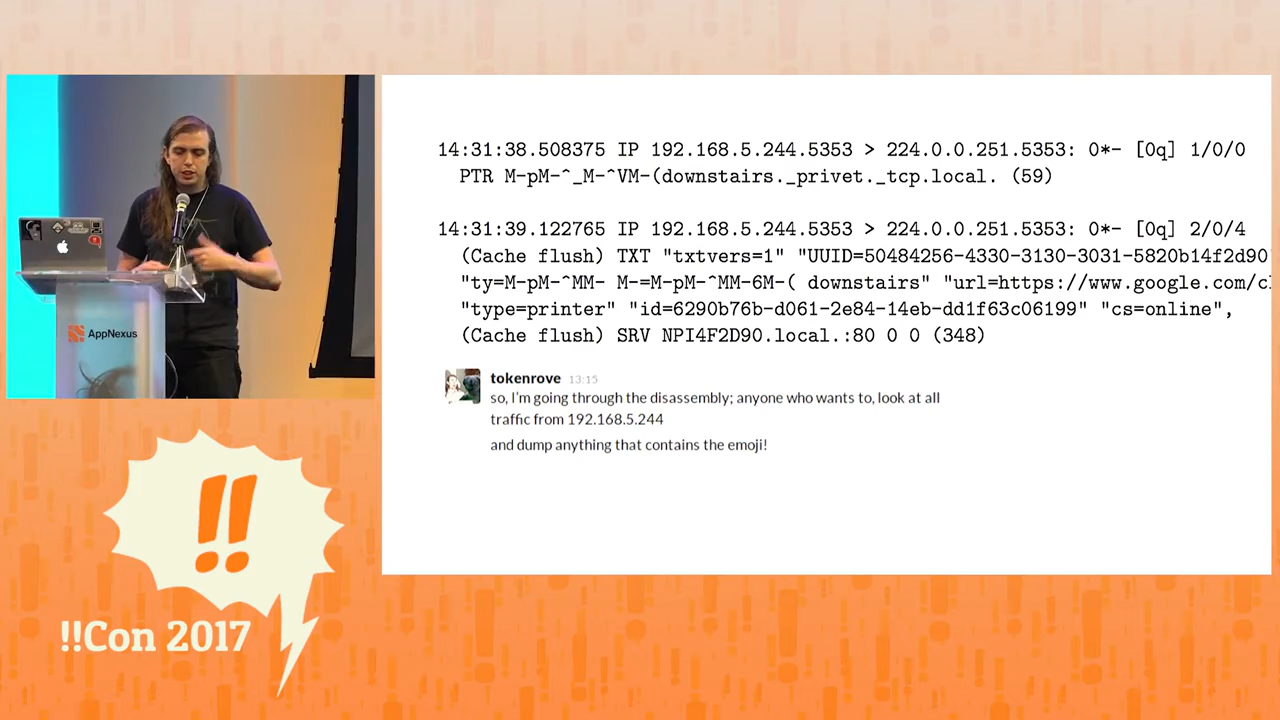 14:31:38.508375 IP 192.168.5.244.5353 > 224.0.0.251.5353: 0*- [0q] 1/0/0
PTR M-pM-^_M-^VM-(downstairs._privet._tcp.local. (59)
14:31:39.122765 IP 192.168.5.244.5353 > 224.0.0.251.5353: 0*- [0q] 2/0/4
(Cache flush) TXT "txtvers=1" "UUID=50484256-4330-3130-3031-5820b14f2d90
"ty=M-pM-^MM- M-=M-pM-^MM-6M-( downstairs" "url=https://www.google.com/cl
"type=printer" "id=6290b76b-d061-2e84-14eb-dd1f63c06199" "cs=online",
(Cache flush) SRV NPI4F2D90.local.:80 0 0 (348)
tokenrove 13:15
so, I'm going through the disassembly; anyone who wants to, look at all
traffic from 192.168.5.244
and dump anything that contains the emoji!
AppNexus
!!
!!Con 2017